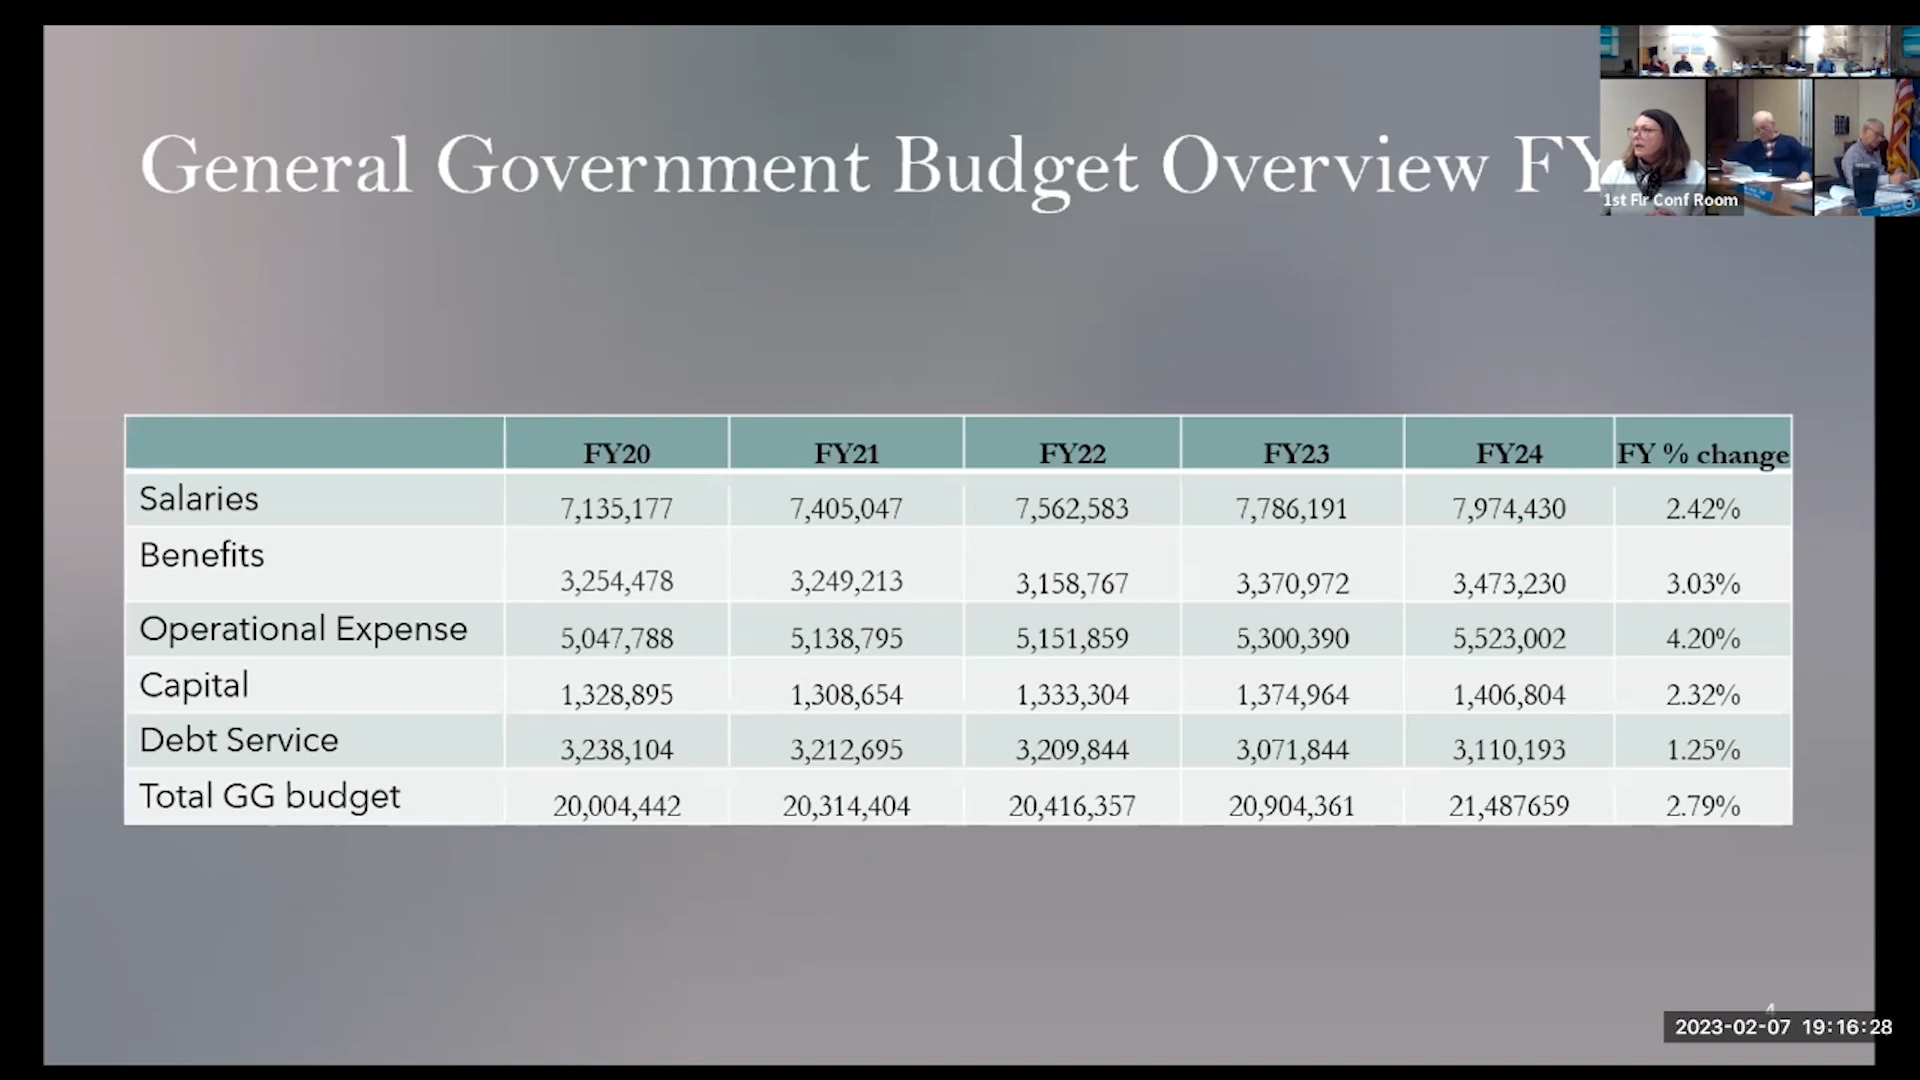 General Government Budget Overview FY
1st Flr Conf Room
FY20 FY21 FY22 FY23 FY24 FY % change
Salaries 7,135,177 7,405,047 7,562,583 7,786,191 7,974,430 2.42%
Benefits 3,254,478 3,249,213 3,158,767 3,370,972 3,473,230 3.03%
Operational Expense 5,047,788 5,138,795 5,151,859 5,300,390 5,523,002 4.20%
Capital 1,328,895 1,308,654 1,333,304 1,374,964 1,406,804 2.32%
Debt Service 3,238,104 3,212,695 3,209,844 3,071,844 3,110,193 1.25%
Total GG budget 20,004,442 20,314,404 20,416,357 20,904,361 21,487659 2.79%
4
2023-02-07 19:16:28